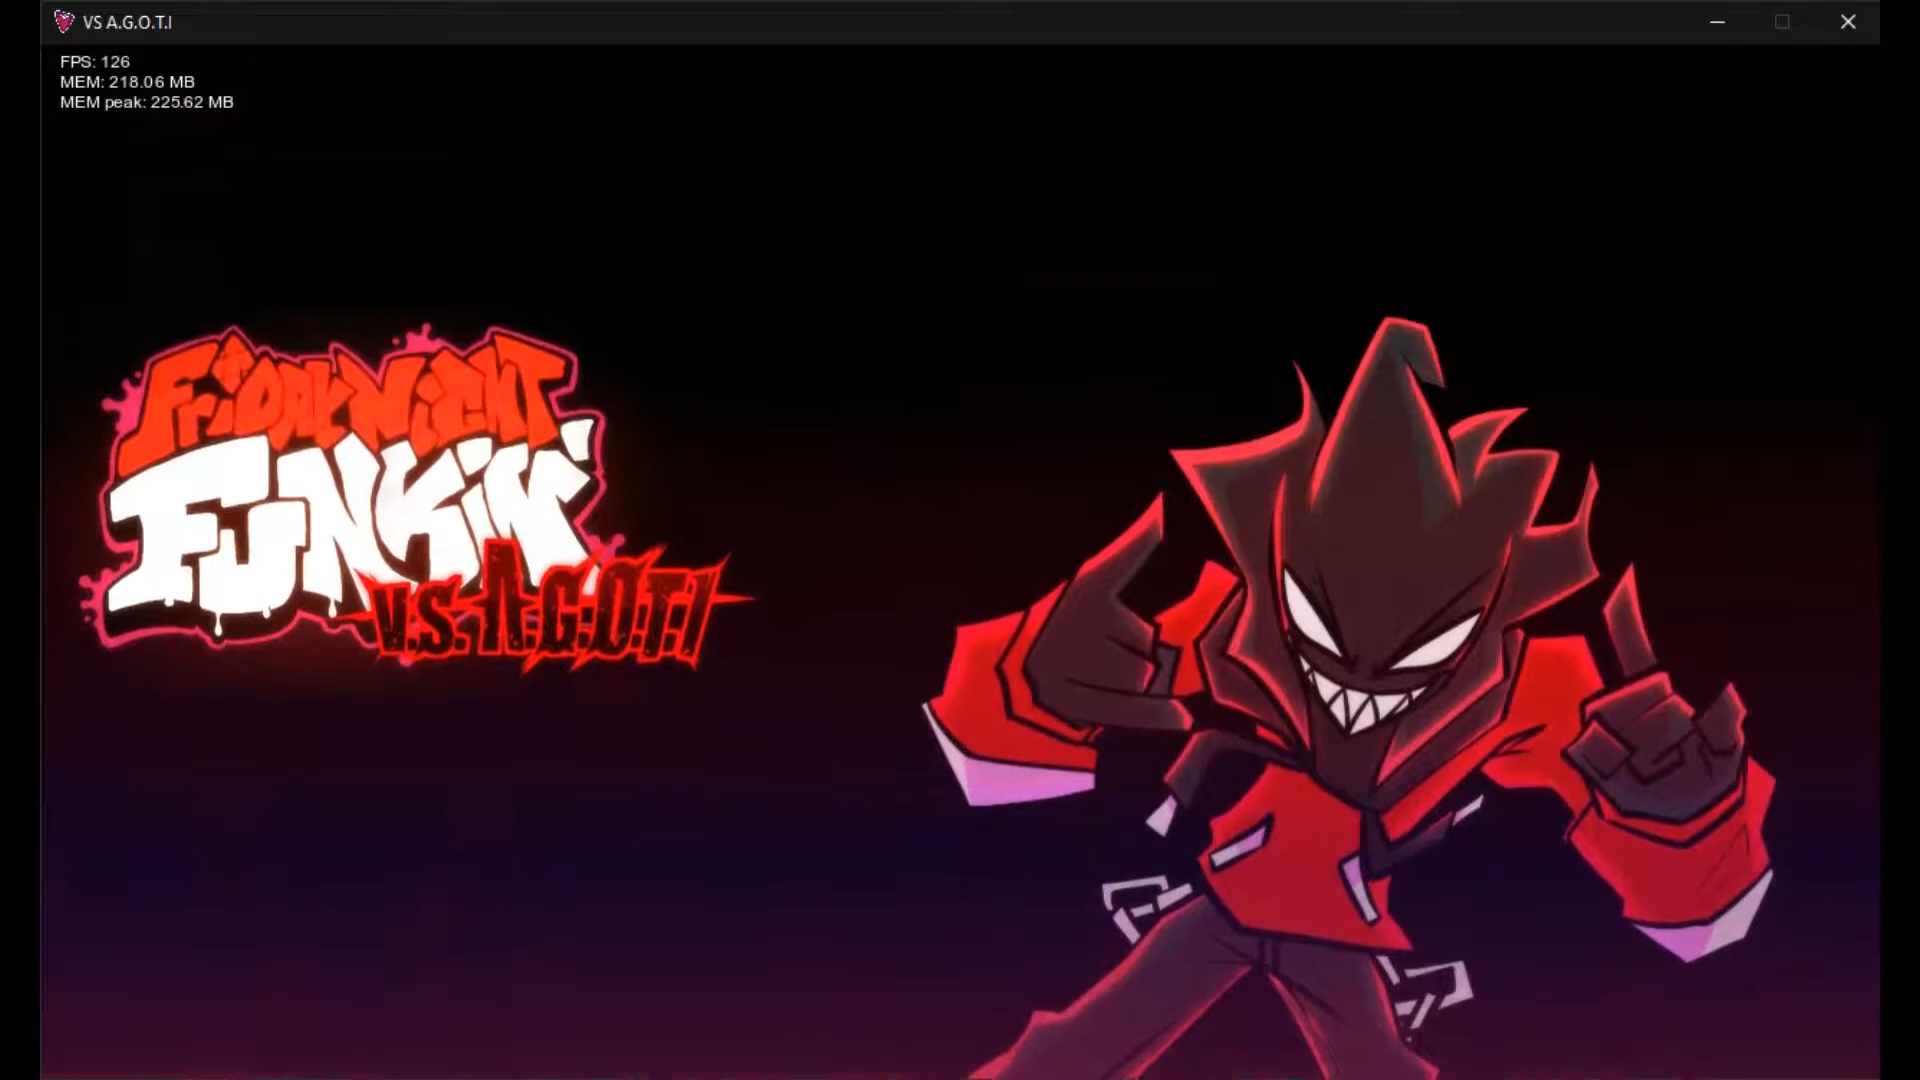 VS A.G.O.T.I
FPS: 126
MEM: 218.06 MB
MEM peak: 225.62 MB
FRiDAY NiGHT
FUNKiN'
V.S. A.G.O.T.I